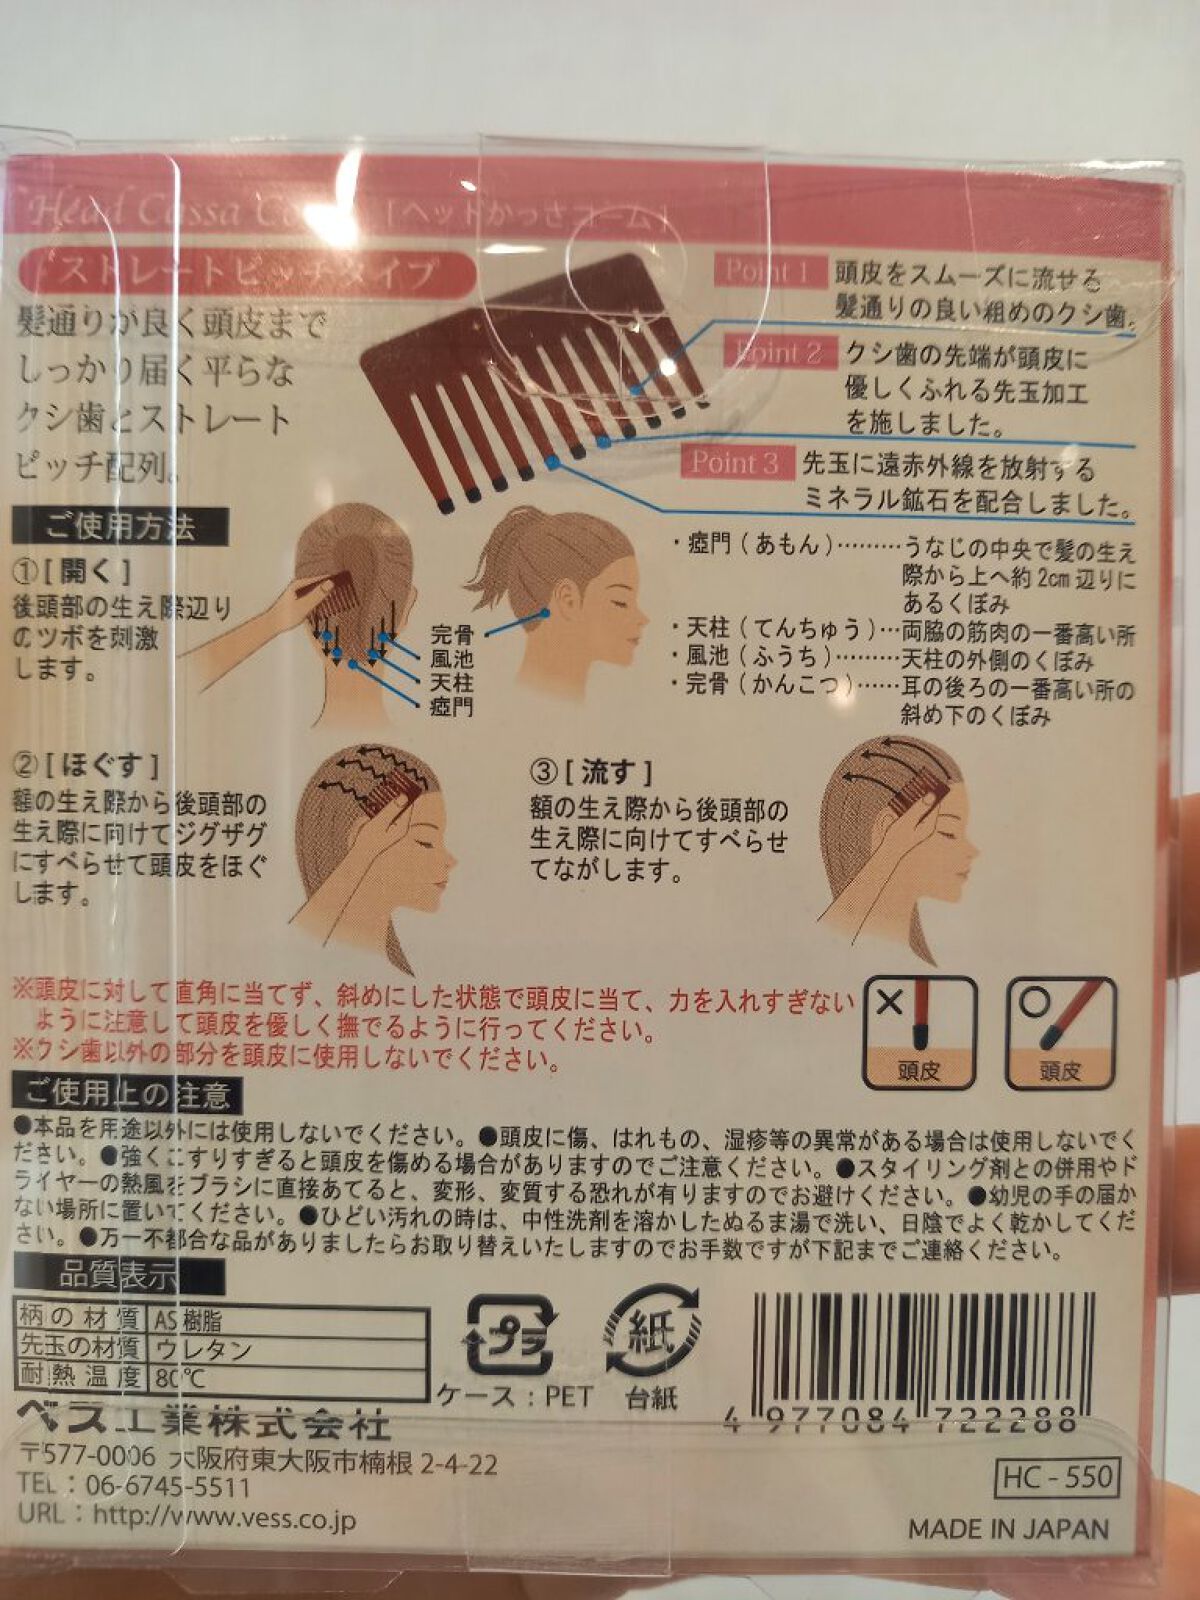 Head Cassa Co
[ヘッドかっさコーム]
ストレートピッチタイプ
髪通りが良く頭皮まで
しっかり届く平らな
クシ歯とストレート
ピッチ配列。
Point 1 頭皮をスムーズに流せる
髪通りの良い粗めのクシ歯。
Point 2 クシ歯の先端が頭皮に
優しくふれる先玉加工
を施しました。
Point 3 先玉に遠赤外線を放射する
ミネラル鉱石を配合しました。
ご使用方法
①[開く]
後頭部の生え際辺り
のツボを刺激
します。
完骨
風池
天柱
瘂門
・瘂門(あもん)………うなじの中央で髪の生え
際から上へ約2cm辺りに
あるくぼみ
・天柱(てんちゅう)…両脇の筋肉の一番高い所
・風池(ふうち)………天柱の外側のくぼみ
・完骨(かんこつ)……耳の後ろの一番高い所の
斜め下のくぼみ
②[ほぐす]
額の生え際から後頭部の
生え際に向けてジグザグ
にすべらせて頭皮をほぐ
します。
③[流す]
額の生え際から後頭部の
生え際に向けてすべらせ
てながします。
※頭皮に対して直角に当てず、斜めにした状態で頭皮に当て、力を入れすぎない
ように注意して頭皮を優しく撫でるように行ってください。
※クシ歯以外の部分を頭皮に使用しないでください。
頭皮
頭皮
ご使用上の注意
●本品を用途以外には使用しないでください。●頭皮に傷、はれもの、湿疹等の異常がある場合は使用しないでく
ださい。●強くこすりすぎると頭皮を傷める場合がありますのでご注意ください。●スタイリング剤との併用やド
ライヤーの熱風をブラシに直接あてると、変形、変質する恐れが有りますのでお避けください。●幼児の手の届か
ない場所に置いてください。●ひどい汚れの時は、中性洗剤を溶かしたぬるま湯で洗い、日陰でよく乾かしてくだ
さい。●万一不都合な品がありましたらお取り替えいたしますのでお手数ですが下記までご連絡ください。
品質表示
柄の材質 AS樹脂
先玉の材質 ウレタン
耐熱温度 80℃
プラ
ケース:PET
紙
台紙
4 977084 722288
ベス工業株式会社
〒577-0006 大阪府東大阪市楠根2-4-22
TEL:06-6745-5511
URL:http://www.vess.co.jp
HC-550
MADE IN JAPAN